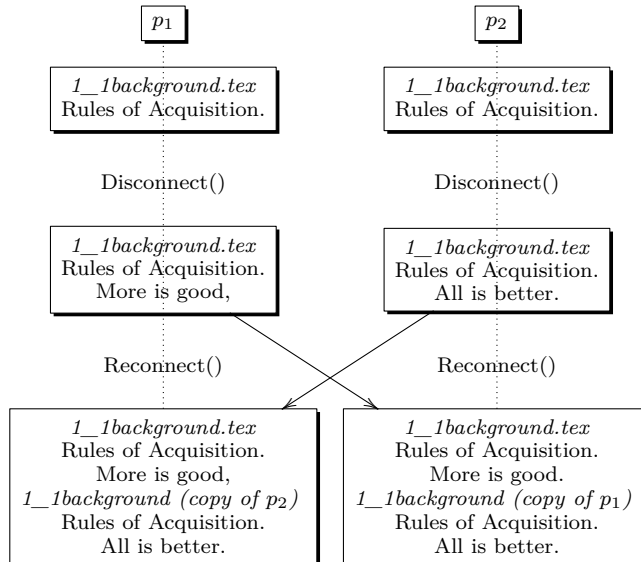 p1
p2
1_1background.tex
Rules of Acquisition.
1_1background.tex
Rules of Acquisition.
Disconnect()
Disconnect()
1_1background.tex
Rules of Acquisition.
More is good,
1_1background.tex
Rules of Acquisition.
All is better.
Reconnect()
Reconnect()
1_1background.tex
Rules of Acquisition.
More is good,
1_1background (copy of p2)
Rules of Acquisition.
All is better.
1_1background.tex
Rules of Acquisition.
More is good.
1_1background (copy of p1)
Rules of Acquisition.
All is better.